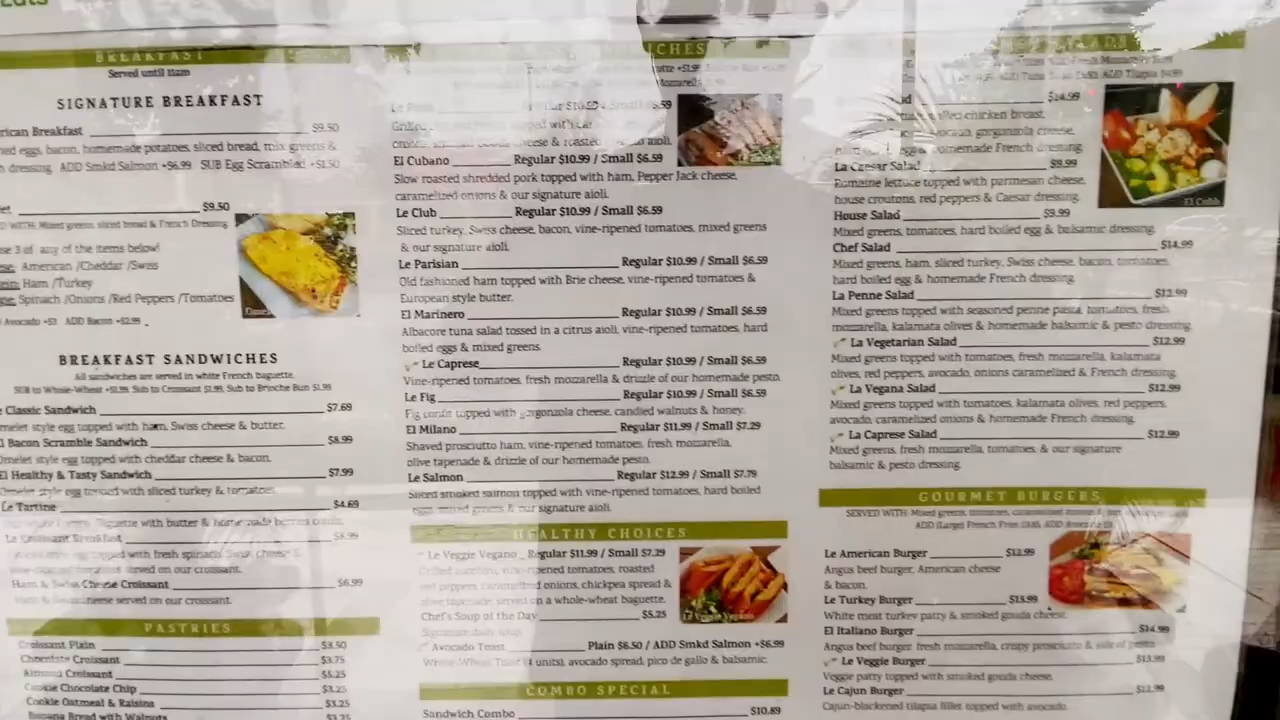 BREAKFAST
Served until 11am
SIGNATURE BREAKFAST
rican Breakfast $9.50
ed eggs, bacon, homemade potatoes, sliced bread, mix greens &
dressing. ADD Smkd Salmon +$6.99 SUB Egg Scrambled +$1.50
et $9.50
WITH: Mixed greens, sliced bread & French Dressing
se 3 of any of the items below!
American /Cheddar /Swiss
Ham /Turkey
Spinach /Onions /Red Peppers /Tomatoes
Avocado +$3 ADD Bacon +$2.99
BREAKFAST SANDWICHES
All sandwiches are served in white French baguette.
SUB to Whole-Wheat +$1.99, Sub to Croissant $1.99, Sub to Brioche Bun $1.99
Classic Sandwich $7.69
melet style egg topped with ham, Swiss cheese & butter.
l Bacon Scramble Sandwich $8.99
Omelet style egg topped with cheddar cheese & bacon.
El Healthy & Tasty Sandwich $7.99
Omelet style egg topped with sliced turkey & tomatoes.
Le Tartine $4.69
baguette with butter & home made berries
Le Croissant Breakfast $8.99
egg topped with fresh spinach, Swiss cheese &
served on our croissant.
Ham & Swiss Cheese Croissant $6.99
Ham & Swiss cheese served on our croissant.
PASTRIES
Croissant Plain $3.50
Chocolate Croissant $3.75
Almond Croissant $5.25
Cookie Chocolate Chip $3.25
Cookie Oatmeal & Raisins $3.25
Banana Bread with Walnuts $3.25
ICHES
El Cubano Regular $10.99 / Small $6.59
Slow roasted shredded pork topped with ham, Pepper Jack cheese,
caramelized onions & our signature aioli.
Le Club Regular $10.99 / Small $6.59
Sliced turkey, Swiss cheese, bacon, vine-ripened tomatoes, mixed greens
& our signature aioli.
Le Parisian Regular $10.99 / Small $6.59
Old fashioned ham topped with Brie cheese, vine-ripened tomatoes &
European style butter.
El Marinero Regular $10.99 / Small $6.59
Albacore tuna salad tossed in a citrus aioli, vine-ripened tomatoes, hard
boiled eggs & mixed greens.
Le Caprese Regular $10.99 / Small $6.59
Vine-ripened tomatoes, fresh mozzarella & drizzle of our homemade pesto.
Le Fig Regular $10.99 / Small $6.59
Fig confit topped with gorgonzola cheese, candied walnuts & honey.
El Milano Regular $11.99 / Small $7.29
Shaved prosciutto ham, vine-ripened tomatoes, fresh mozzarella,
olive tapenade & drizzle of our homemade pesto.
Le Salmon Regular $12.99 / Small $7.79
Sliced smoked salmon topped with vine-ripened tomatoes, hard boiled
eggs, mixed greens & our signature aioli.
HEALTHY CHOICES
Le Veggie Vegano Regular $11.99 / Small $7.29
Grilled zucchini, vine-ripened tomatoes, roasted
red peppers, caramelized onions, chickpea spread &
olive tapenade served on a whole-wheat baguette.
Chef's Soup of the Day $5.25
Signature daily soup
Avocado Toast Plain $6.50 / ADD Smkd Salmon +$6.99
Whole-Wheat Toast (4 units), avocado spread, pico de gallo & balsamic.
Le Veggie Vegano
COMBO SPECIAL
Sandwich Combo $10.89
$14.99
grilled chicken breast,
avocado, gorgonzola cheese,
egg & homemade French dressing.
El Cobb
La Caesar Salad $9.99
Romaine lettuce topped with parmesan cheese,
house croutons, red peppers & Caesar dressing.
House Salad $9.99
Mixed greens, tomatoes, hard boiled egg & balsamic dressing.
Chef Salad $14.99
Mixed greens, ham, sliced turkey, Swiss cheese, bacon, tomatoes,
hard boiled egg & homemade French dressing.
La Penne Salad $12.99
Mixed greens topped with seasoned penne pasta, tomatoes, fresh
mozzarella, kalamata olives & homemade balsamic & pesto dressing.
La Vegetarian Salad $12.99
Mixed greens topped with tomatoes, fresh mozzarella, kalamata
olives, red peppers, avocado, onions caramelized & French dressing.
La Vegana Salad $12.99
Mixed greens topped with tomatoes, kalamata olives, red peppers,
avocado, caramelized onions & homemade French dressing.
La Caprese Salad $12.99
Mixed greens, fresh mozzarella, tomatoes, & our signature
balsamic & pesto dressing.
GOURMET BURGERS
SERVED WITH: Mixed greens, tomatoes, caramelized onions
ADD (Large) French Fries
Le American Burger $12.99
Angus beef burger, American cheese
& bacon.
Le Turkey Burger $13.99
White meat turkey patty & smoked gouda cheese.
El Italiano Burger $14.99
Angus beef burger, fresh mozzarella, crispy prosciutto & side of pesto
Le Veggie Burger $13.99
Veggie patty topped with smoked gouda cheese.
Le Cajun Burger $12.99
Cajun-blackened tilapia fillet topped with avocado.